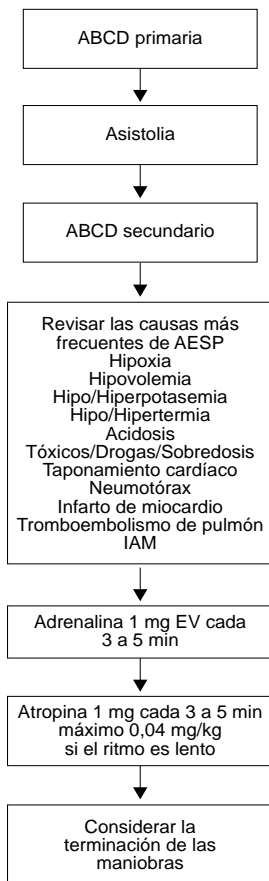 ABCD primaria
Asistolia
ABCD secundario
Revisar las causas más
frecuentes de AESP
Hipoxia
Hipovolemia
Hipo/Hiperpotasemia
Hipo/Hipertermia
Acidosis
Tóxicos/Drogas/Sobredosis
Taponamiento cardíaco
Neumotórax
Infarto de miocardio
Tromboembolismo de pulmón
IAM
Adrenalina 1 mg EV cada
3 a 5 min
Atropina 1 mg cada 3 a 5 min
máximo 0,04 mg/kg
si el ritmo es lento
Considerar la
terminación de las
maniobras